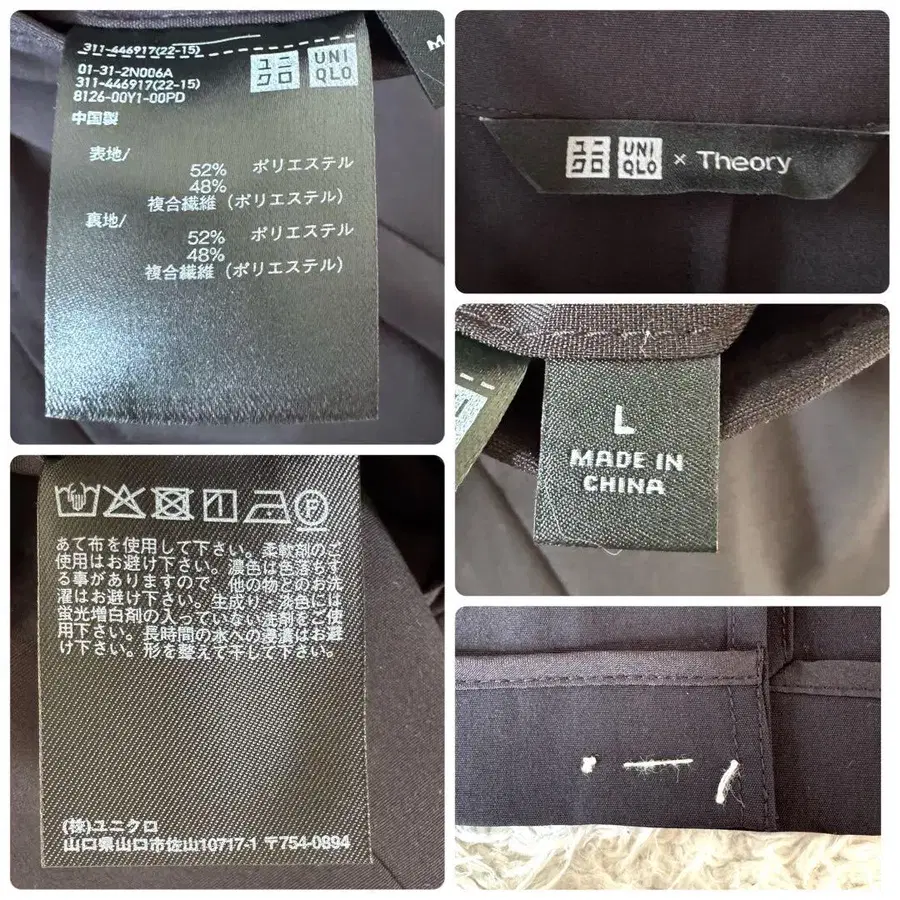 311-446917(22-15)
ユニクロ UNIQLO
01-31-2N006A
311-446917(22-15)
8126-00Y1-00PD
中国製
表地/
52% ポリエステル
48%
複合繊維 (ポリエステル)
裏地/
52% ポリエステル
48%
複合繊維 (ポリエステル)
M
ユニクロ UNIQLO × Theory
L
MADE IN
CHINA
F
あて布を使用して下さい。柔軟剤のご
使用はお避け下さい。濃色は色落ちす
る事がありますので、他の物とのお洗
濯はお避け下さい。生成り・淡色には
蛍光増白剤の入っていない洗剤をご使
用下さい。長時間の水への浸漬はお避
け下さい。形を整えて干して下さい。
(株)ユニクロ
山口県山口市佐山10717-1 〒754-0894